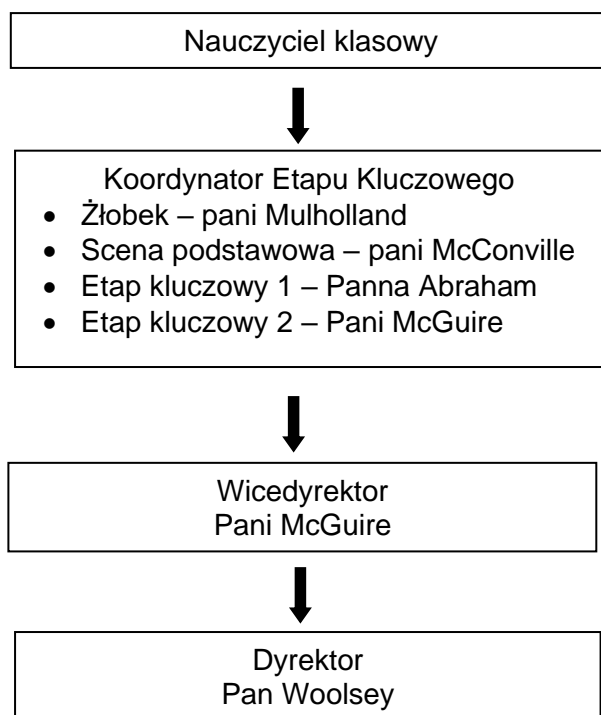 Nauczyciel klasowy
Koordynator Etapu Kluczowego
• Żłobek – pani Mulholland
• Scena podstawowa – pani McConville
• Etap kluczowy 1 – Panna Abraham
• Etap kluczowy 2 – Pani McGuire
Wicedyrektor
Pani McGuire
Dyrektor
Pan Woolsey